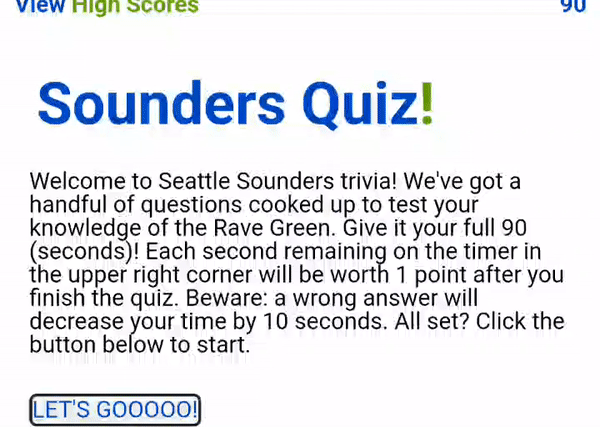 View High Scores 90
Sounders Quiz!
Welcome to Seattle Sounders trivia! We've got a
handful of questions cooked up to test your
knowledge of the Rave Green. Give it your full 90
(seconds)! Each second remaining on the timer in
the upper right corner will be worth 1 point after you
finish the quiz. Beware: a wrong answer will
decrease your time by 10 seconds. All set? Click the
button below to start.
LET'S GOOOOO!